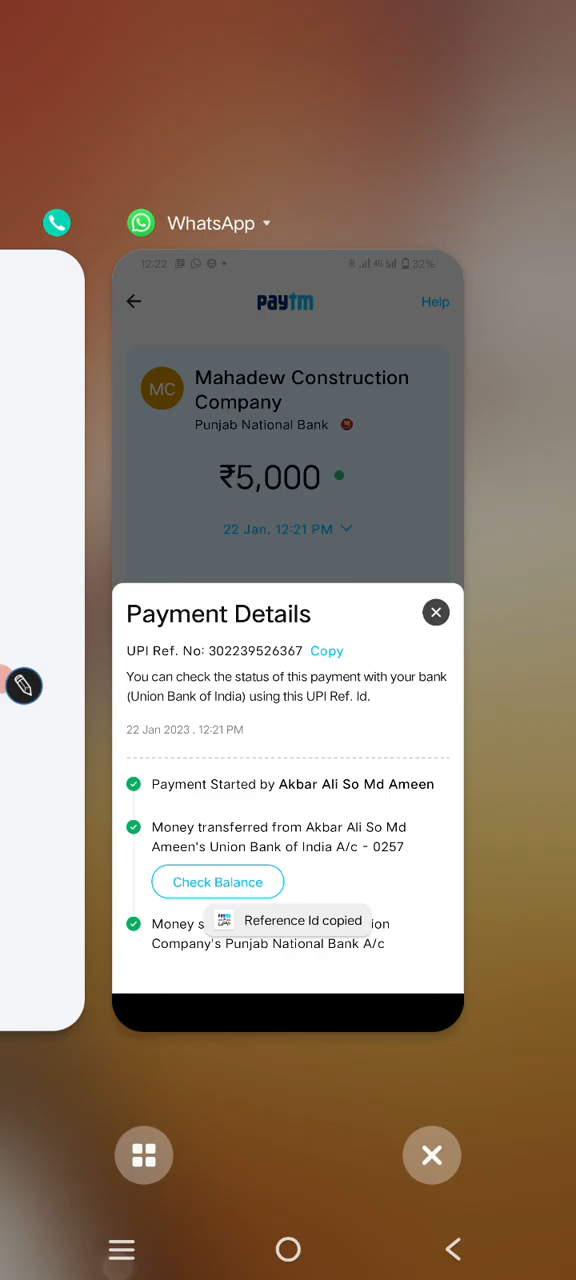 WhatsApp
12:22 4G 32%
paytm Help
MC
Mahadew Construction
Company
Punjab National Bank
₹5,000
22 Jan, 12:21 PM
Payment Details
UPI Ref. No: 302239526367 Copy
You can check the status of this payment with your bank
(Union Bank of India) using this UPI Ref. Id.
22 Jan 2023 , 12:21 PM
Payment Started by Akbar Ali So Md Ameen
Money transferred from Akbar Ali So Md
Ameen's Union Bank of India A/c - 0257
Check Balance
Reference Id copied
Money s ion
Company's Punjab National Bank A/c